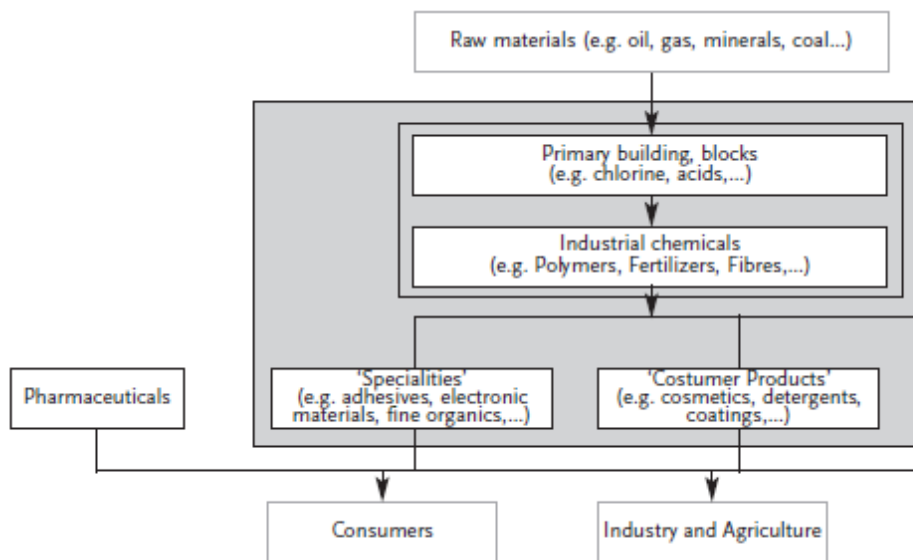 Raw materials (e.g. oil, gas, minerals, coal...)
Primary building, blocks
(e.g. chlorine, acids,...)
Industrial chemicals
(e.g. Polymers, Fertilizers, Fibres,...)
Pharmaceuticals
'Specialities'
(e.g. adhesives, electronic
materials, fine organics,...)
'Costumer Products'
(e.g. cosmetics, detergents,
coatings,...)
Consumers
Industry and Agriculture